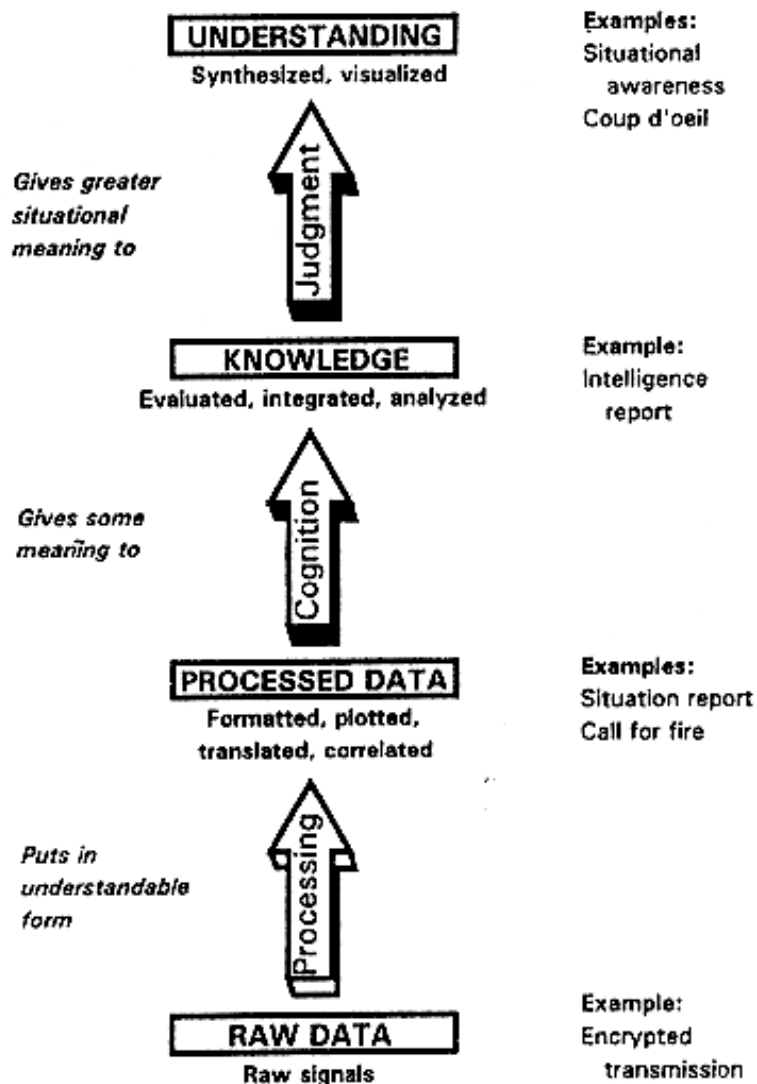 UNDERSTANDING
Synthesized, visualized
Examples:
Situational
awareness
Coup d'oeil
Gives greater
situational
meaning to
Judgment
KNOWLEDGE
Evaluated, integrated, analyzed
Example:
Intelligence
report
Gives some
meaning to
Cognition
PROCESSED DATA
Formatted, plotted,
translated, correlated
Examples:
Situation report
Call for fire
Puts in
understandable
form
Processing
RAW DATA
Raw signals
Example:
Encrypted
transmission